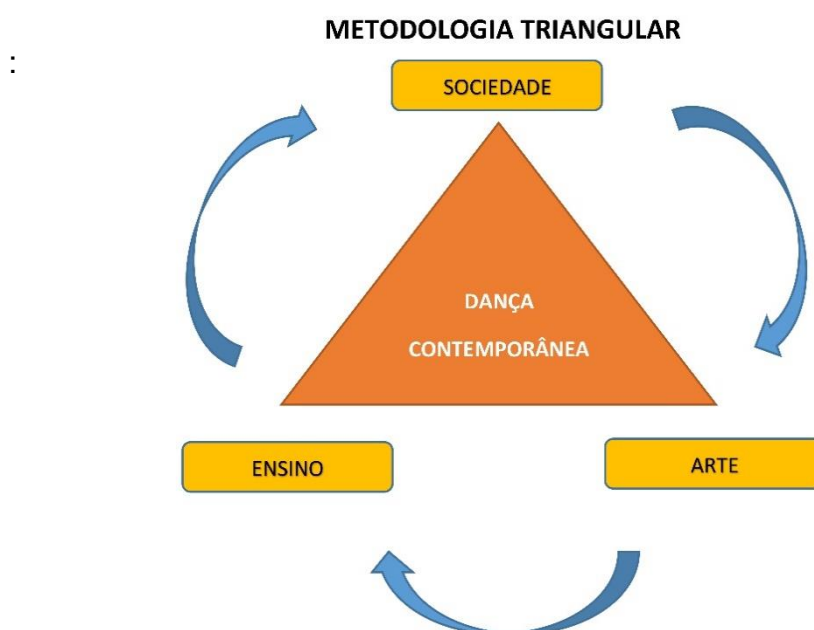 METODOLOGIA TRIANGULAR
:
SOCIEDADE
DANÇA
CONTEMPORÂNEA
ENSINO
ARTE